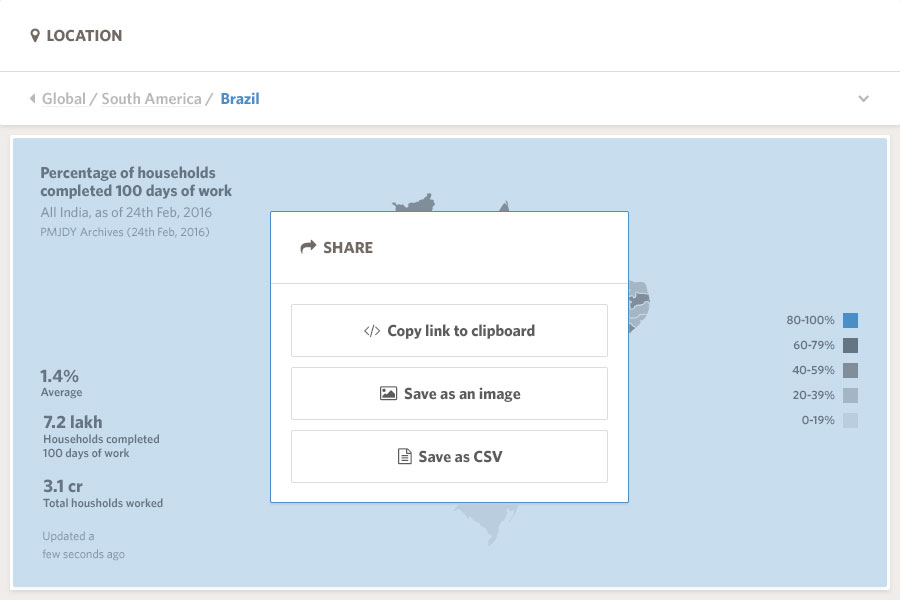 LOCATION
Global / South America / Brazil
Percentage of households
completed 100 days of work
All India, as of 24th Feb, 2016
PMJDY Archives (24th Feb, 2016)
SHARE
</> Copy link to clipboard
Save as an image
Save as CSV
80-100%
60-79%
40-59%
20-39%
0-19%
1.4%
Average
7.2 lakh
Households completed
100 days of work
3.1 cr
Total housholds worked
Updated a
few seconds ago